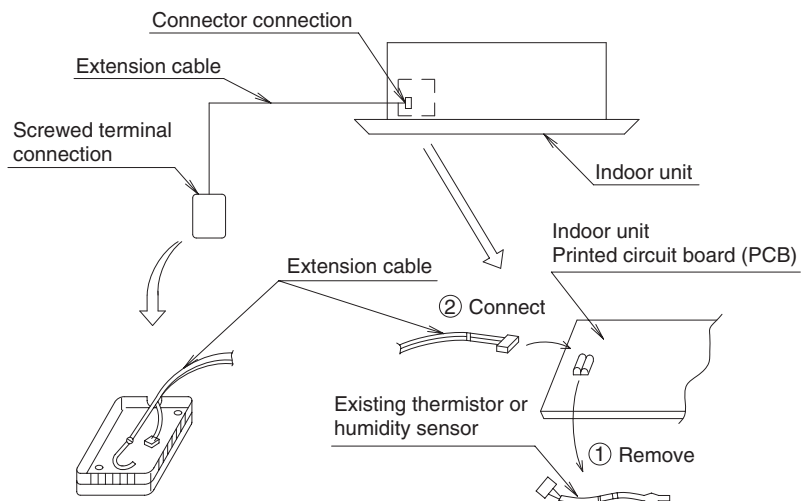 Connector connection
Extension cable
Screwed terminal
connection
Indoor unit
Indoor unit
Printed circuit board (PCB)
Extension cable
② Connect
Existing thermistor or
humidity sensor
① Remove